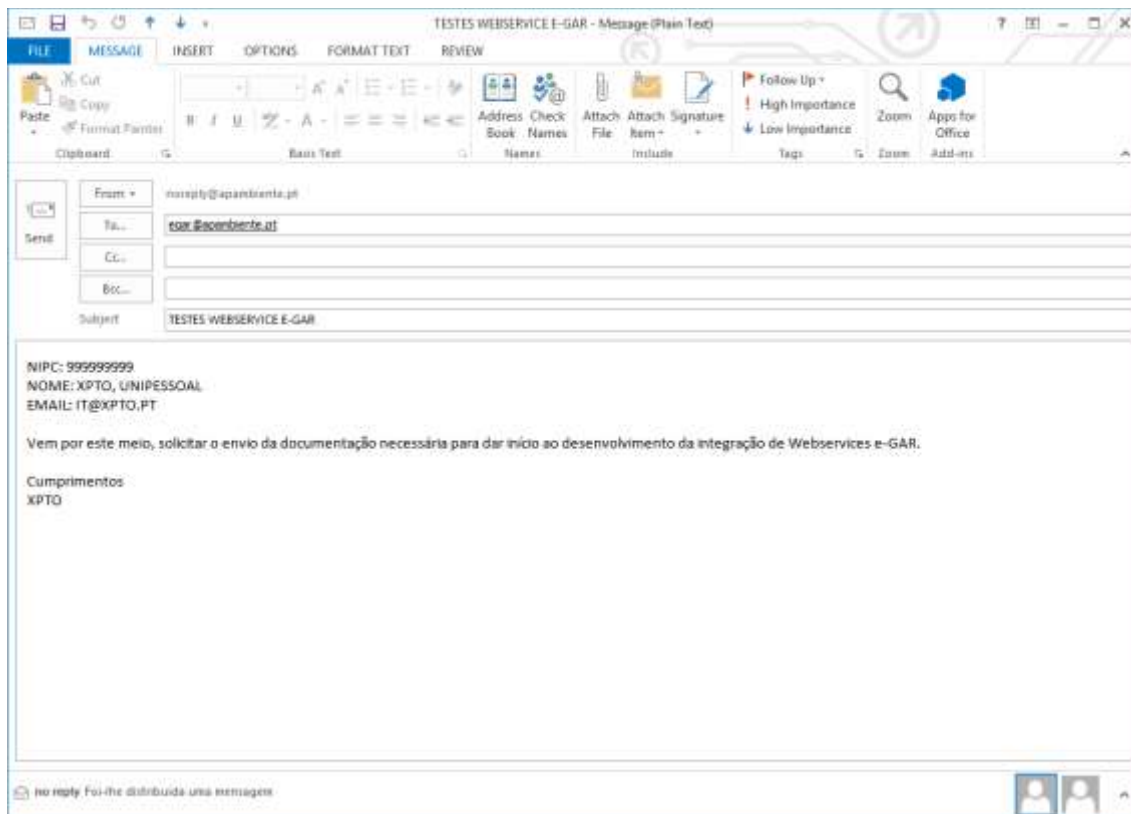 TESTES WEBSERVICE E-GAR - Message (Plain Text)
FILE MESSAGE INSERT OPTIONS FORMAT TEXT REVIEW
Paste
Cut
Copy
Format Painter
Clipboard
B I U
Basic Text
Address Book
Check Names
Names
Attach File
Attach Item
Signature
Include
Follow Up
High Importance
Low Importance
Tags
Zoom
Zoom
Apps for Office
Add-ins
Send
From
noreply@apambiente.pt
To...
egar@apambiente.pt
Cc...
Bcc...
Subject
TESTES WEBSERVICE E-GAR
NIPC: 999999999
NOME: XPTO, UNIPESSOAL
EMAIL: IT@XPTO.PT
Vem por este meio, solicitar o envio da documentação necessária para dar início ao desenvolvimento da integração de Webservices e-GAR.
Cumprimentos
XPTO
no reply Foi-lhe distribuida uma mensagem